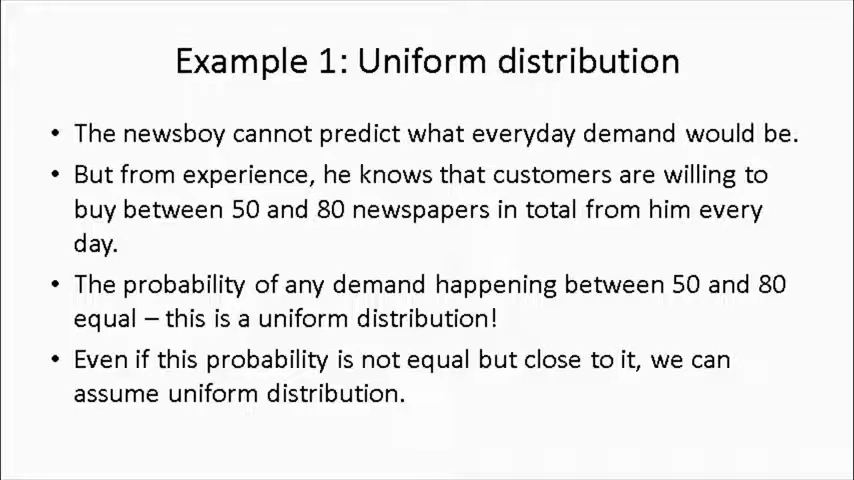 Example 1: Uniform distribution
• The newsboy cannot predict what everyday demand would be.
• But from experience, he knows that customers are willing to
buy between 50 and 80 newspapers in total from him every
day.
• The probability of any demand happening between 50 and 80
equal – this is a uniform distribution!
• Even if this probability is not equal but close to it, we can
assume uniform distribution.